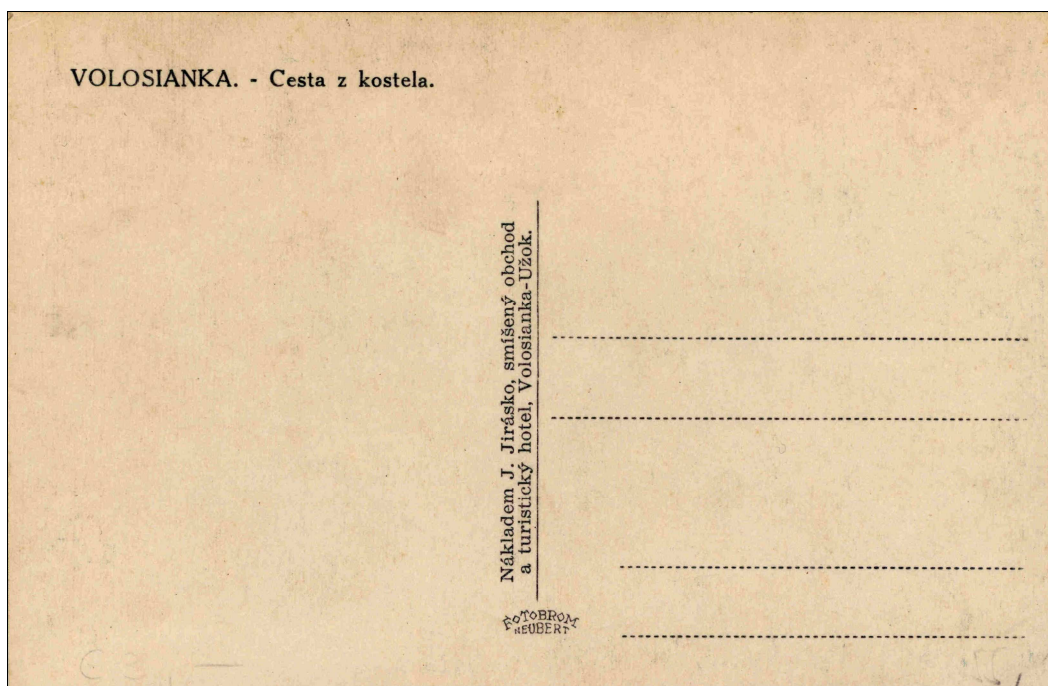 VOLOSIANKA. - Cesta z kostela.
Nákladem J. Jirásko, smíšený obchod
a turistický hotel, Volosianka-Užok.
FOTOBROM
NEUBERT